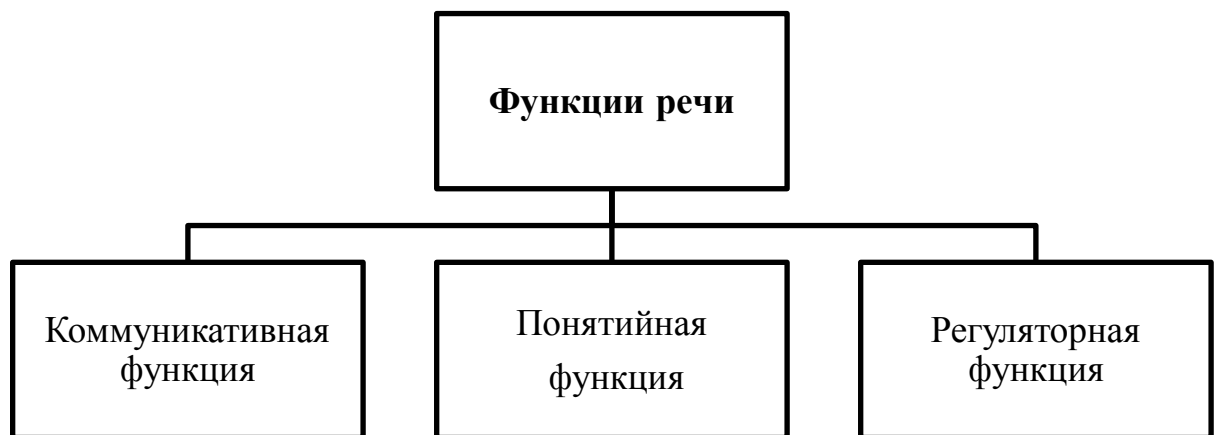 Функции речи
Коммуникативная
функция
Понятийная
функция
Регуляторная
функция